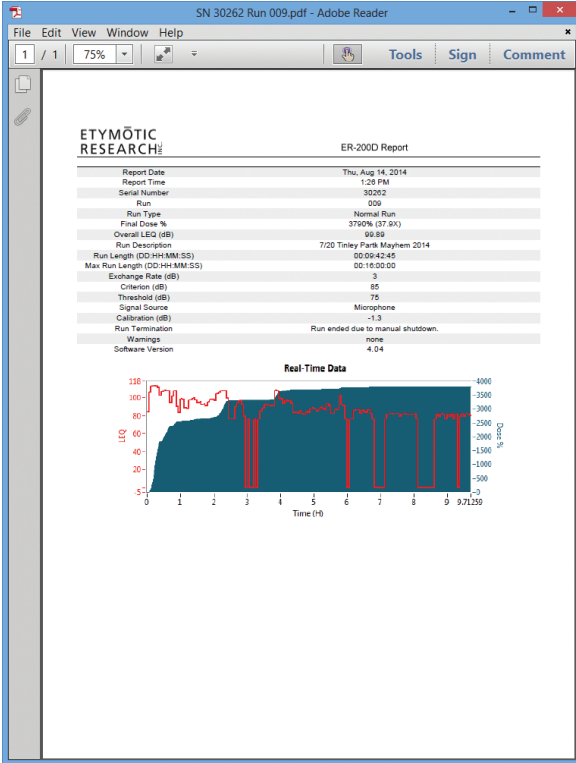 SN 30262 Run 009.pdf - Adobe Reader
File Edit View Window Help
1 / 1 75% Tools Sign Comment
ETYMŌTIC
RESEARCH INC.
ER-200D Report
Report Date Thu, Aug 14, 2014
Report Time 1:26 PM
Serial Number 30262
Run 009
Run Type Normal Run
Final Dose % 3790% (37.9X)
Overall LEQ (dB) 99.89
Run Description 7/20 Tinley Partk Mayhem 2014
Run Length (DD:HH:MM:SS) 00:09:42:45
Max Run Length (DD:HH:MM:SS) 00:16:00:00
Exchange Rate (dB) 3
Criterion (dB) 85
Threshold (dB) 75
Signal Source Microphone
Calibration (dB) -1.3
Run Termination Run ended due to manual shutdown.
Warnings none
Software Version 4.04
Real-Time Data
118
100
80
60
40
20
-5
LEQ
4000
3500
3000
2500
2000
1500
1000
500
0
Dose %
0 1 2 3 4 5 6 7 8 9 9.71259
Time (H)